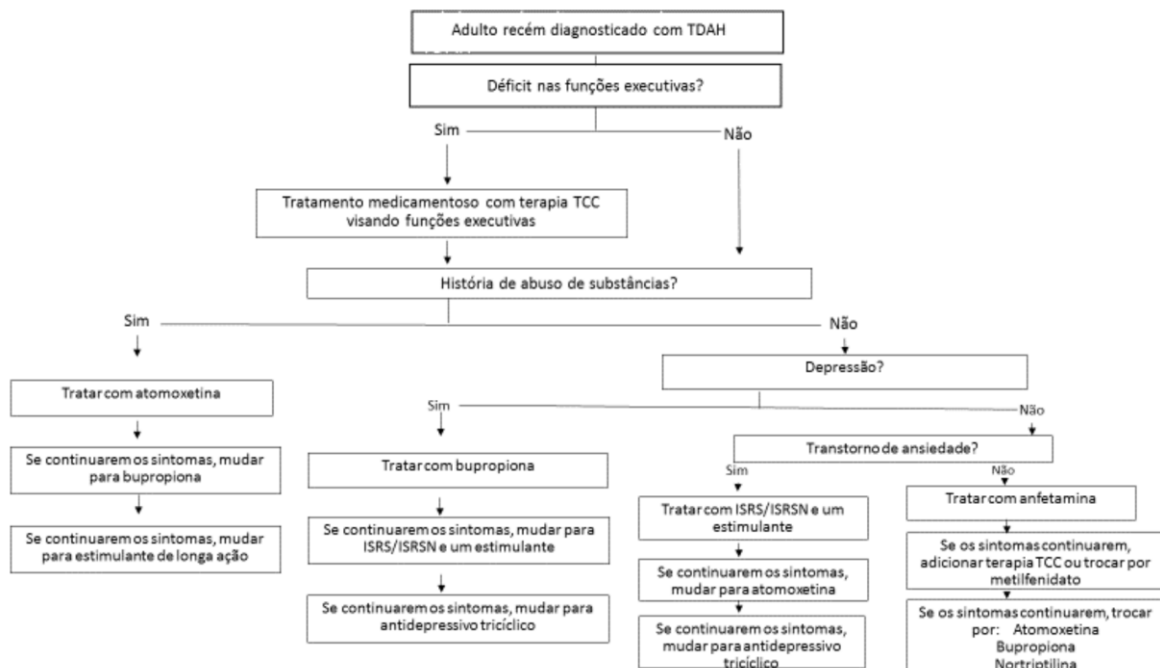 Adulto recém diagnosticado com TDAH
Déficit nas funções executivas?
Sim
Não
Tratamento medicamentoso com terapia TCC
visando funções executivas
História de abuso de substâncias?
Sim
Não
Depressão?
Tratar com atomoxetina
Sim
Não
Transtorno de ansiedade?
Se continuarem os sintomas, mudar
para bupropiona
Tratar com bupropiona
Sim
Não
Tratar com ISRS/ISRSN e um
estimulante
Tratar com anfetamina
Se continuarem os sintomas, mudar
para estimulante de longa ação
Se continuarem os sintomas, mudar para
ISRS/ISRSN e um estimulante
Se continuarem os sintomas,
mudar para atomoxetina
Se os sintomas continuarem,
adicionar terapia TCC ou trocar por
metilfenidato
Se continuarem os sintomas, mudar para
antidepressivo tricíclico
Se continuarem os sintomas,
mudar para antidepressivo
tricíclico
Se os sintomas continuarem, trocar
por: Atomoxetina
Bupropiona
Nortriptilina